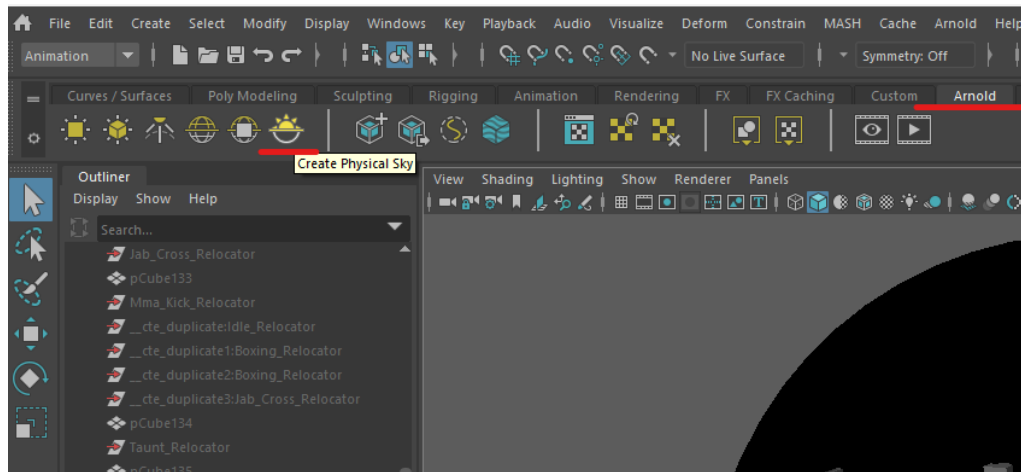 File Edit Create Select Modify Display Windows Key Playback Audio Visualize Deform Constrain MASH Cache Arnold Help
Animation No Live Surface Symmetry: Off
Curves / Surfaces Poly Modeling Sculpting Rigging Animation Rendering FX FX Caching Custom Arnold
Create Physical Sky
Outliner
Display Show Help
Search...
Jab_Cross_Relocator
pCube133
Mma_Kick_Relocator
__cte_duplicate:Idle_Relocator
__cte_duplicate1:Boxing_Relocator
__cte_duplicate2:Boxing_Relocator
__cte_duplicate3:Jab_Cross_Relocator
pCube134
Taunt_Relocator
pCube135
View Shading Lighting Show Renderer Panels